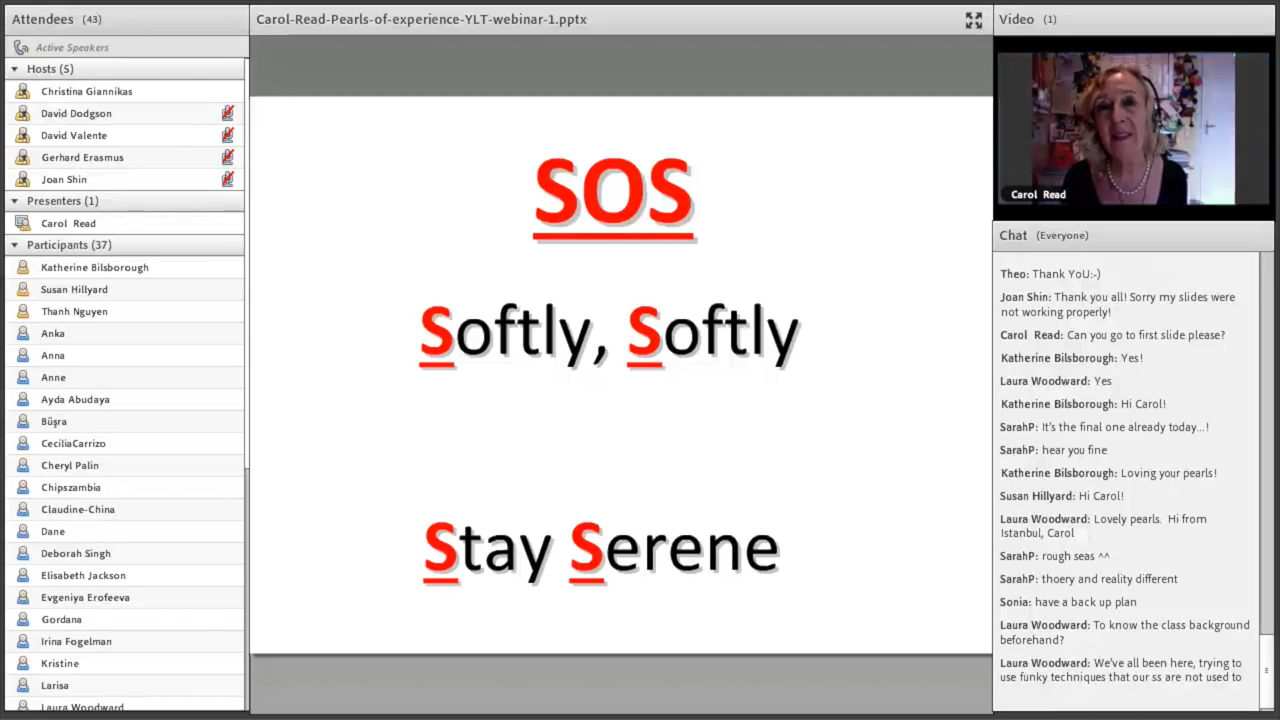 Attendees (43)
Active Speakers
Hosts (5)
Christina Giannikas
David Dodgson
David Valente
Gerhard Erasmus
Joan Shin
Presenters (1)
Carol Read
Participants (37)
Katherine Bilsborough
Susan Hillyard
Thanh Nguyen
Anka
Anna
Anne
Ayda Abudaya
Büşra
CeciliaCarrizo
Cheryl Palin
Chipszambia
Claudine-China
Dane
Deborah Singh
Elisabeth Jackson
Evgeniya Erofeeva
Gordana
Irina Fogelman
Kristine
Larisa
Laura Woodward
Carol-Read-Pearls-of-experience-YLT-webinar-1.pptx
SOS
Softly, Softly
Stay Serene
Video (1)
Carol Read
Chat (Everyone)
Theo: Thank YoU:-)
Joan Shin: Thank you all! Sorry my slides were
not working properly!
Carol Read: Can you go to first slide please?
Katherine Bilsborough: Yes!
Laura Woodward: Yes
Katherine Bilsborough: Hi Carol!
SarahP: It's the final one already today...!
SarahP: hear you fine
Katherine Bilsborough: Loving your pearls!
Susan Hillyard: Hi Carol!
Laura Woodward: Lovely pearls. Hi from
Istanbul, Carol
SarahP: rough seas ^^
SarahP: thoery and reality different
Sonia: have a back up plan
Laura Woodward: To know the class background
beforehand?
Laura Woodward: We've all been here, trying to
use funky techniques that our ss are not used to